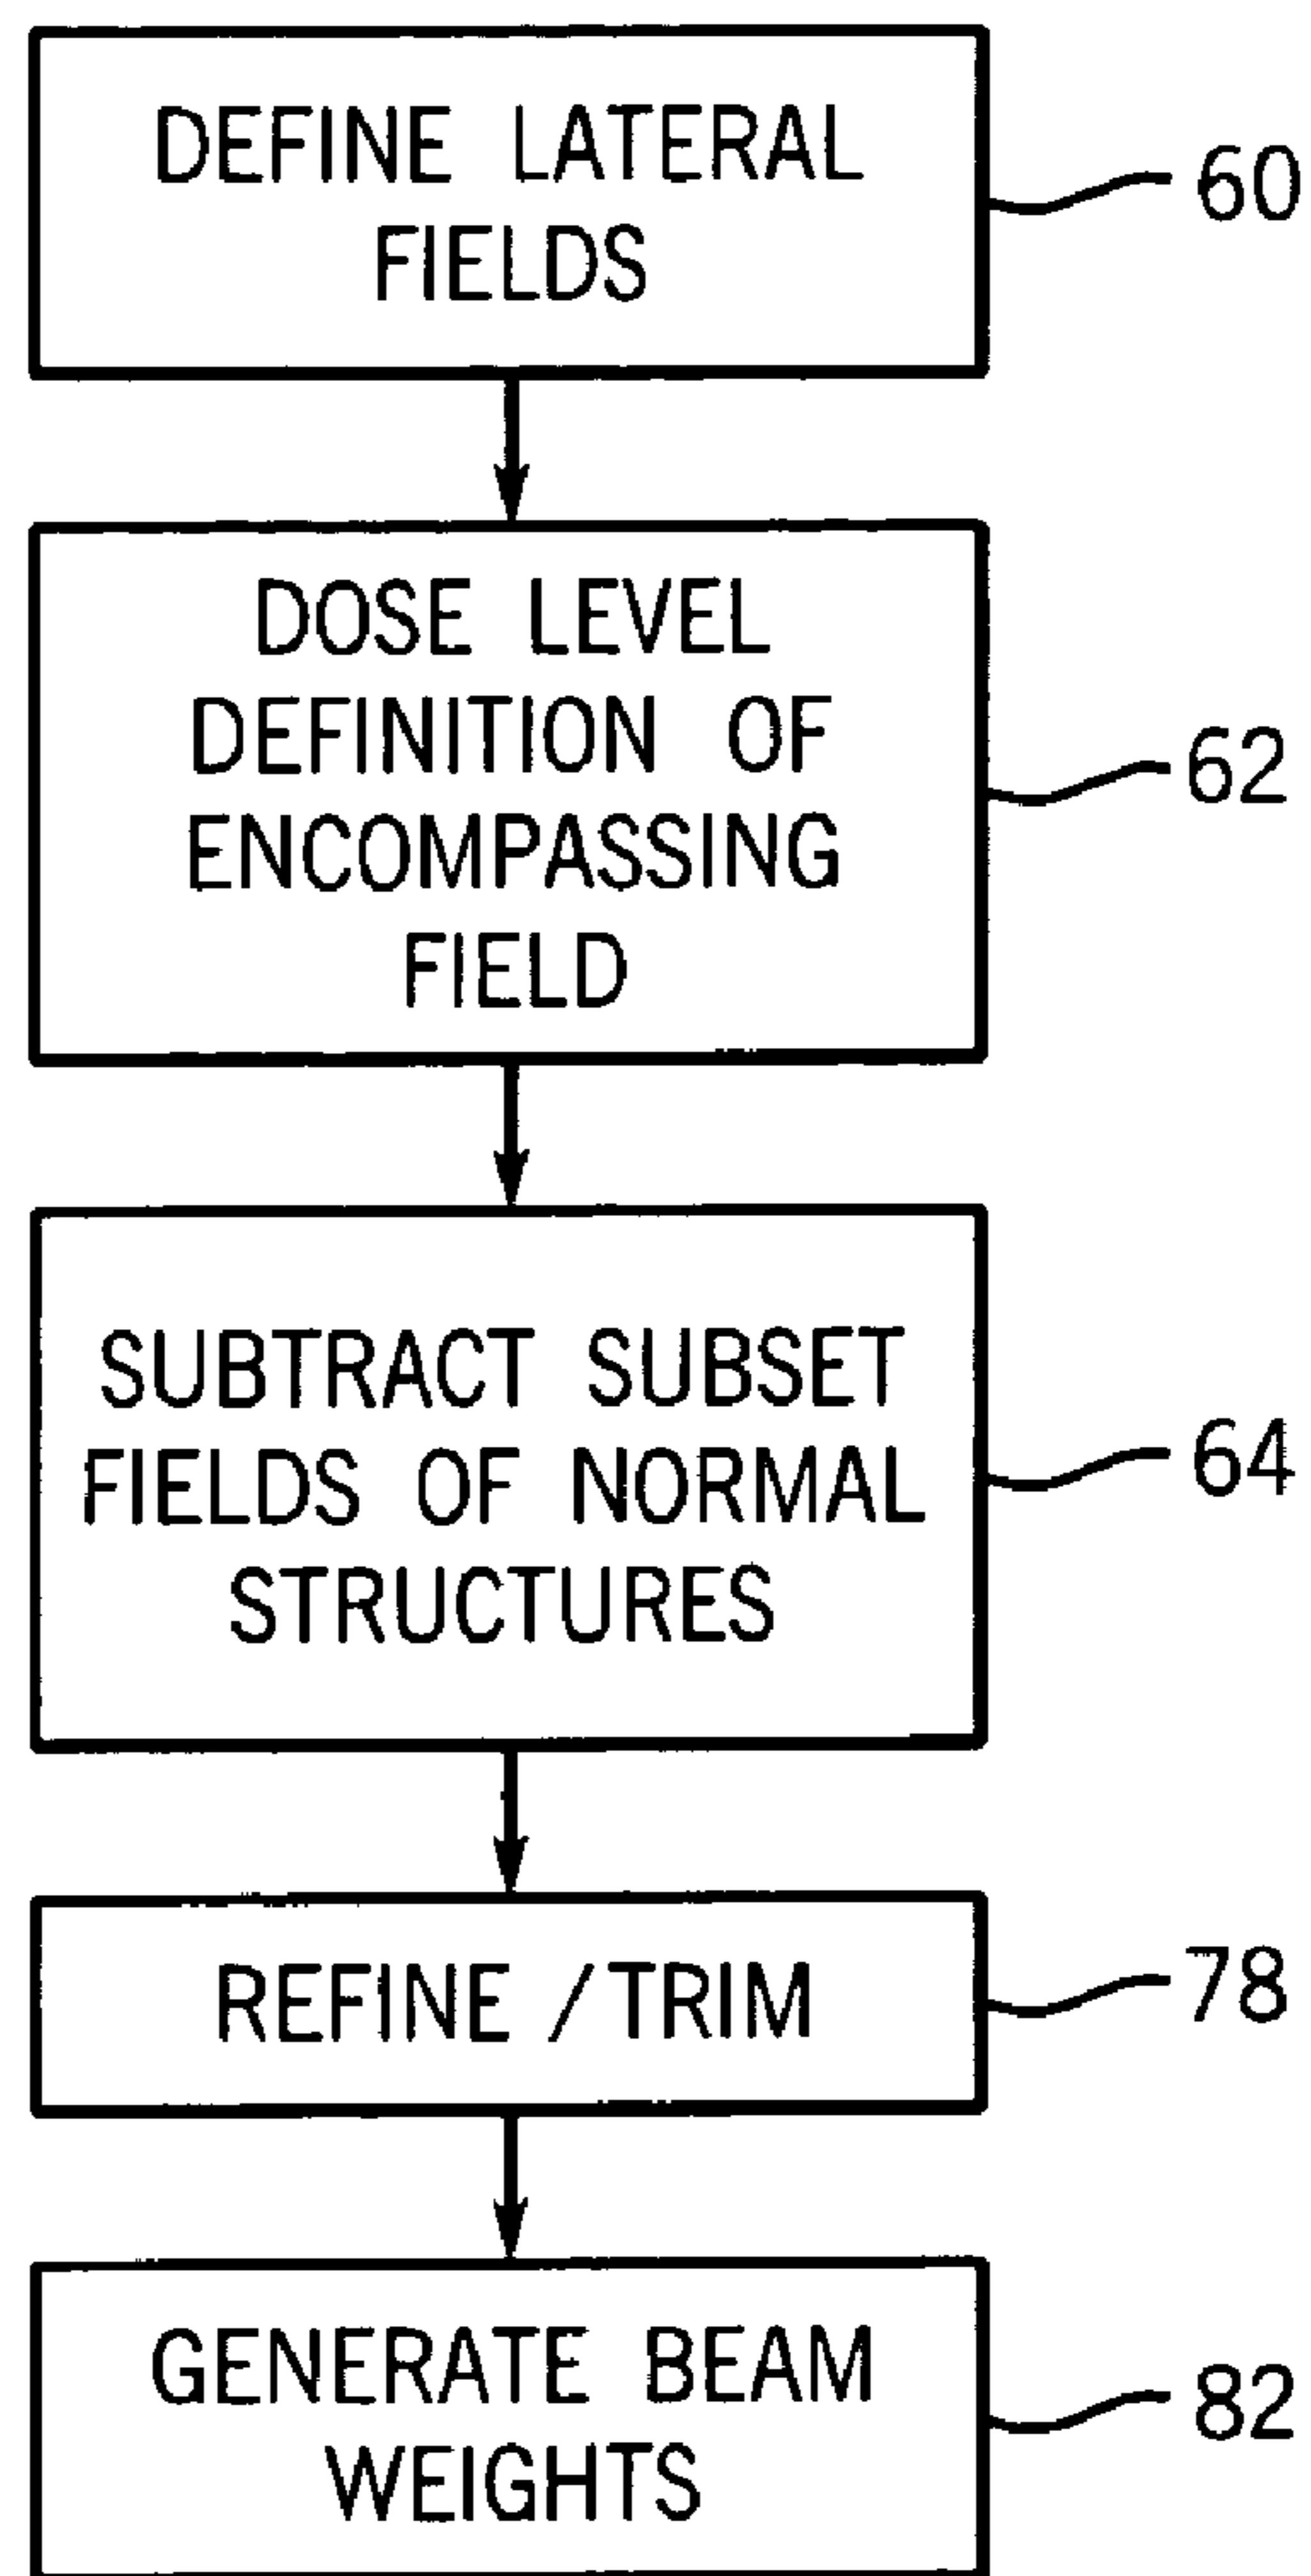 DEFINE LATERAL
FIELDS
60
DOSE LEVEL
DEFINITION OF
ENCOMPASSING
FIELD
62
SUBTRACT SUBSET
FIELDS OF NORMAL
STRUCTURES
64
REFINE / TRIM
78
GENERATE BEAM
WEIGHTS
82